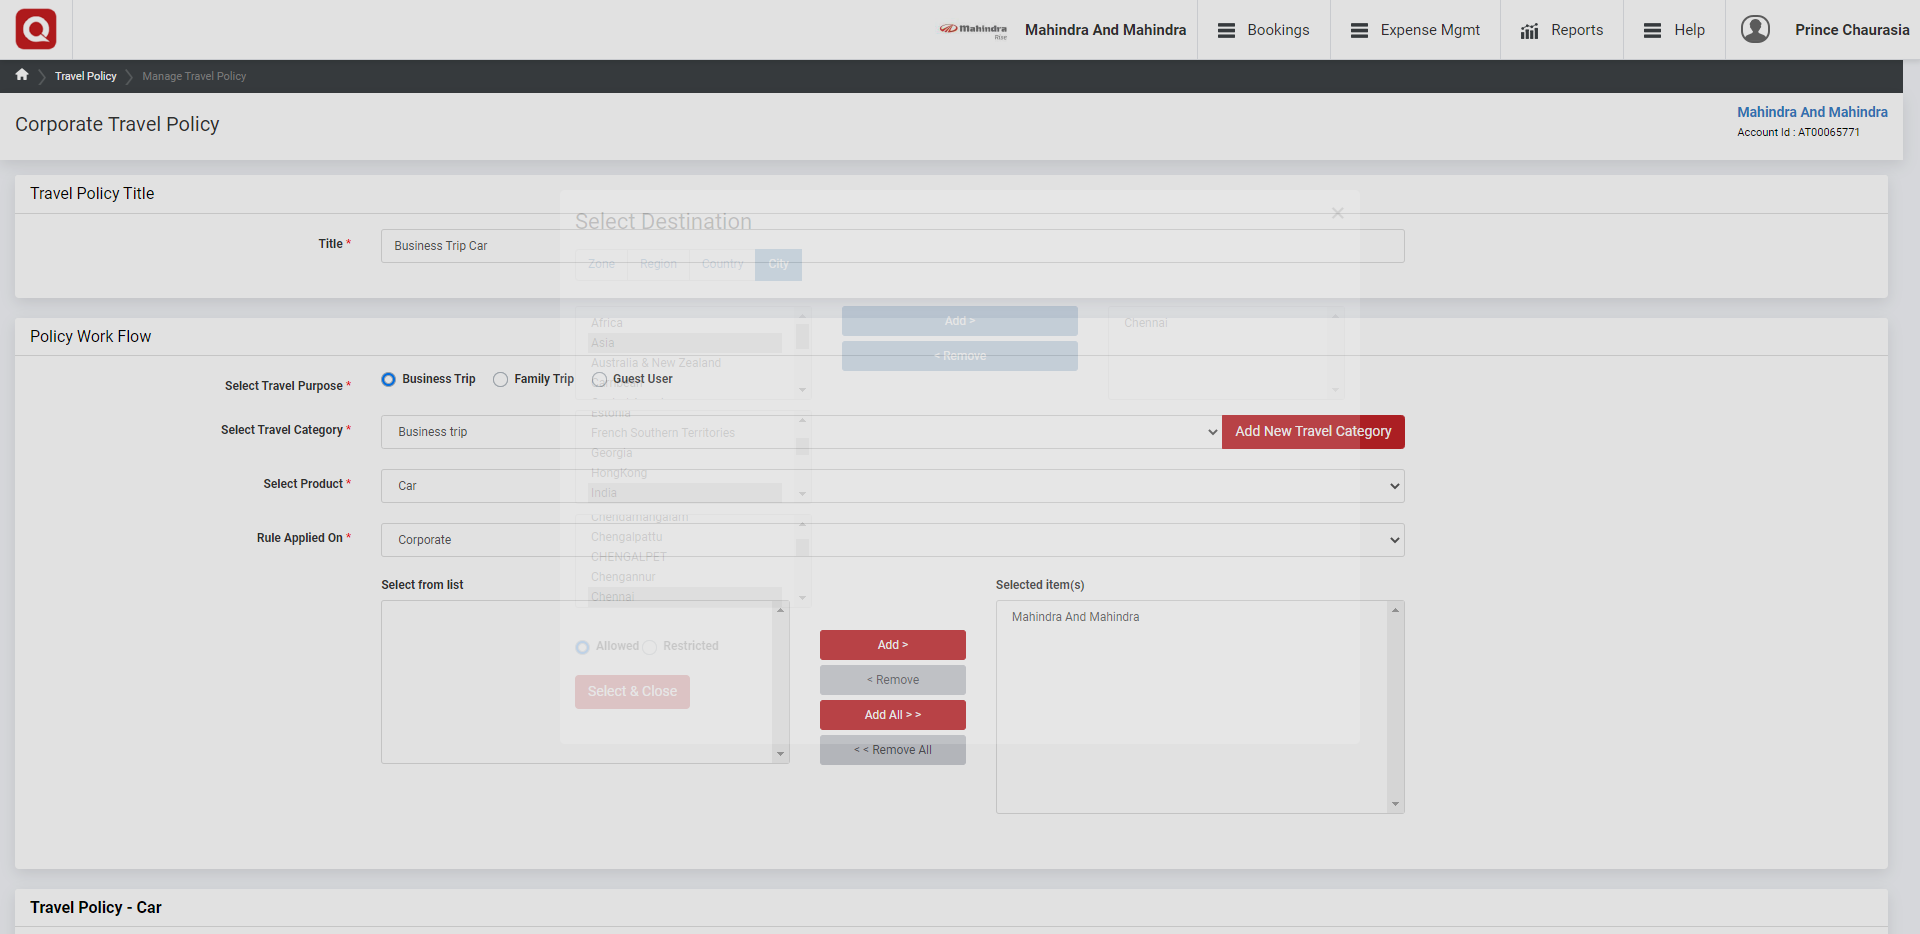 Mahindra Rise
Mahindra And Mahindra
Bookings
Expense Mgmt
Reports
Help
Prince Chaurasia
Travel Policy
Manage Travel Policy
Corporate Travel Policy
Mahindra And Mahindra
Account Id : AT00065771
Travel Policy Title
Title *
Business Trip Car
Policy Work Flow
Select Travel Purpose *
Business Trip
Family Trip
Guest User
Select Travel Category *
Business trip
Add New Travel Category
Select Product *
Car
Rule Applied On *
Corporate
Select from list
Add >
< Remove
Add All > >
< < Remove All
Selected item(s)
Mahindra And Mahindra
Travel Policy - Car
Select Destination
×
Zone
Region
Country
City
Africa
Asia
Australia & New Zealand
Add >
< Remove
Chennai
Estonia
French Southern Territories
Georgia
HongKong
India
Chendamangalam
Chengalpattu
CHENGALPET
Chengannur
Chennai
Allowed
Restricted
Select & Close